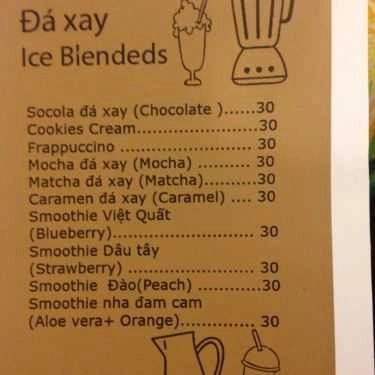 Đá xay
Ice Blendeds
Socola đá xay (Chocolate )......30
Cookies Cream......................30
Frappuccino ......................... 30
Mocha đá xay (Mocha) .......... 30
Matcha đá xay (Matcha)..........30
Caramen đá xay (Caramel) .... 30
Smoothie Việt Quất
(Blueberry)........................... 30
Smoothie Dâu tây
(Strawberry) ......................... 30
Smoothie  Đào(Peach) ............30
Smoothie nha đam cam
(Aloe vera+ Orange)............... 30